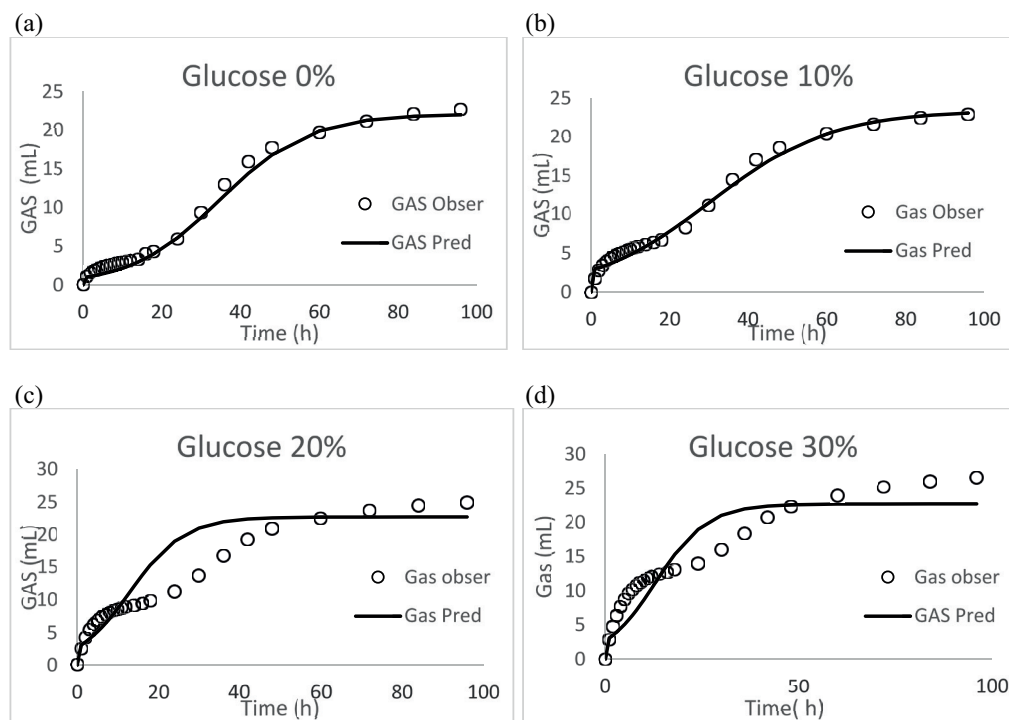 (a)
Glucose 0%
GAS (mL)
25
20
15
10
5
0
0 20 40 60 80 100
Time (h)
GAS Obser
GAS Pred
(b)
Glucose 10%
GAS (mL)
25
20
15
10
5
0
0 20 40 60 80 100
Time (h)
Gas Obser
Gas Pred
(c)
Glucose 20%
GAS (mL)
30
25
20
15
10
5
0
0 20 40 60 80 100
Time (h)
Gas obser
Gas Pred
(d)
Glucose 30%
Gas (mL)
30
25
20
15
10
5
0
0 50 100
Time( h)
Gas obser
GAS Pred